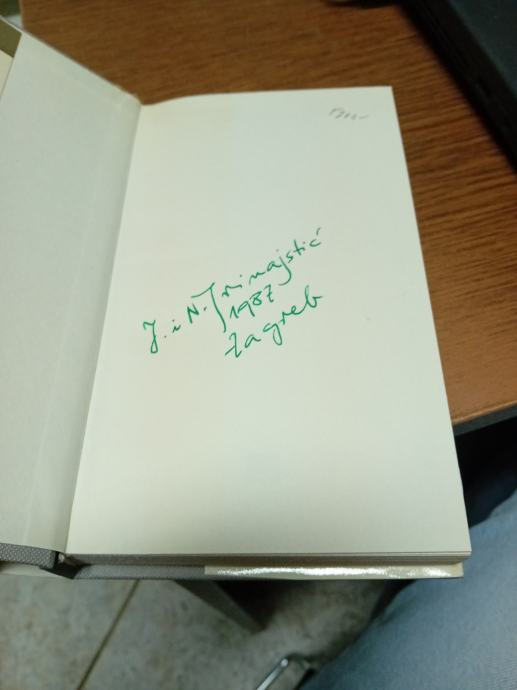 J. i N. Trinajstić
1987
Zagreb